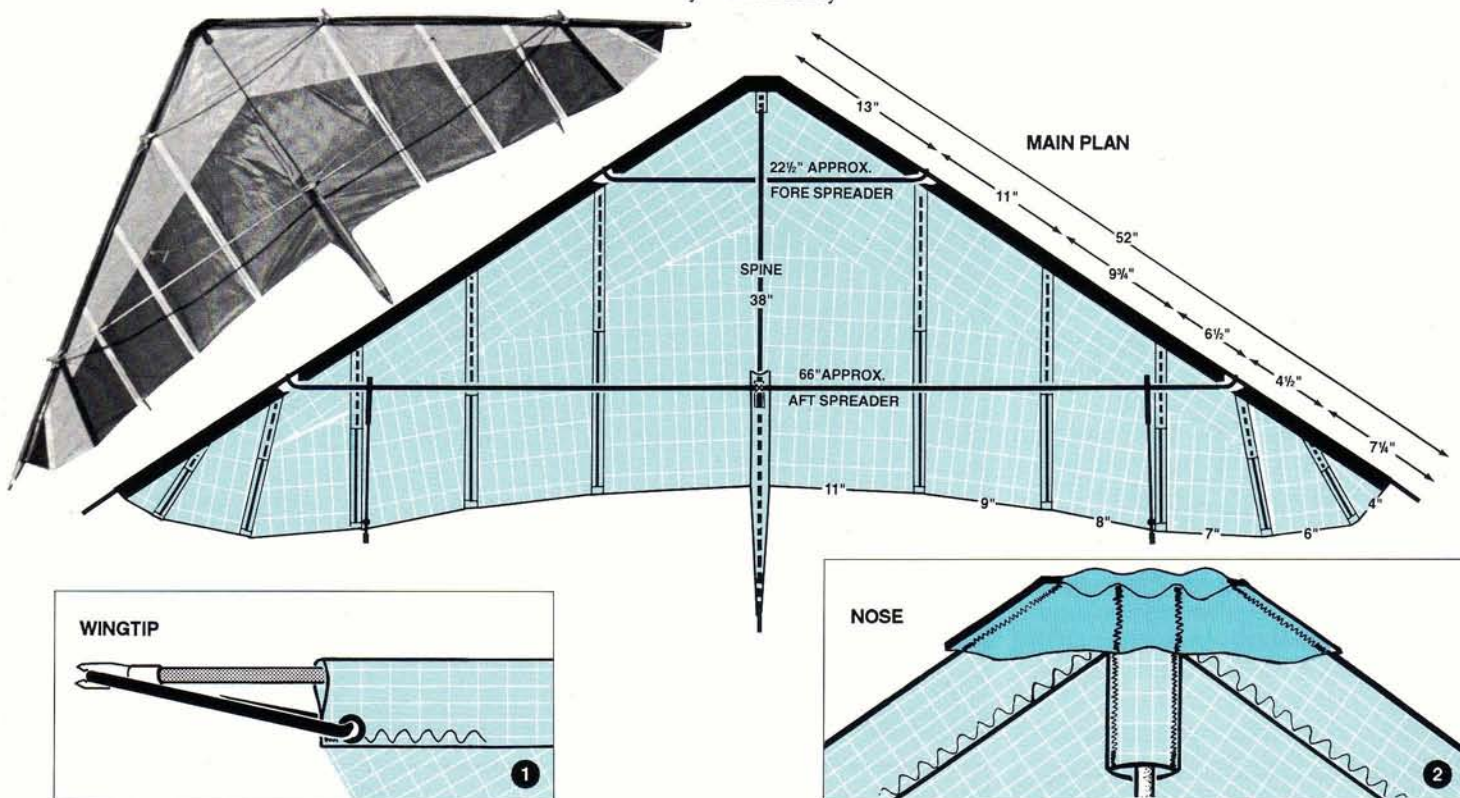 MAIN PLAN
13"
11"
52"
9¾"
6½"
4½"
7¼"
22½" APPROX.
FORE SPREADER
SPINE
38"
66"APPROX.
AFT SPREADER
11"
9"
8"
7"
6"
4"
WINGTIP
1
NOSE
2